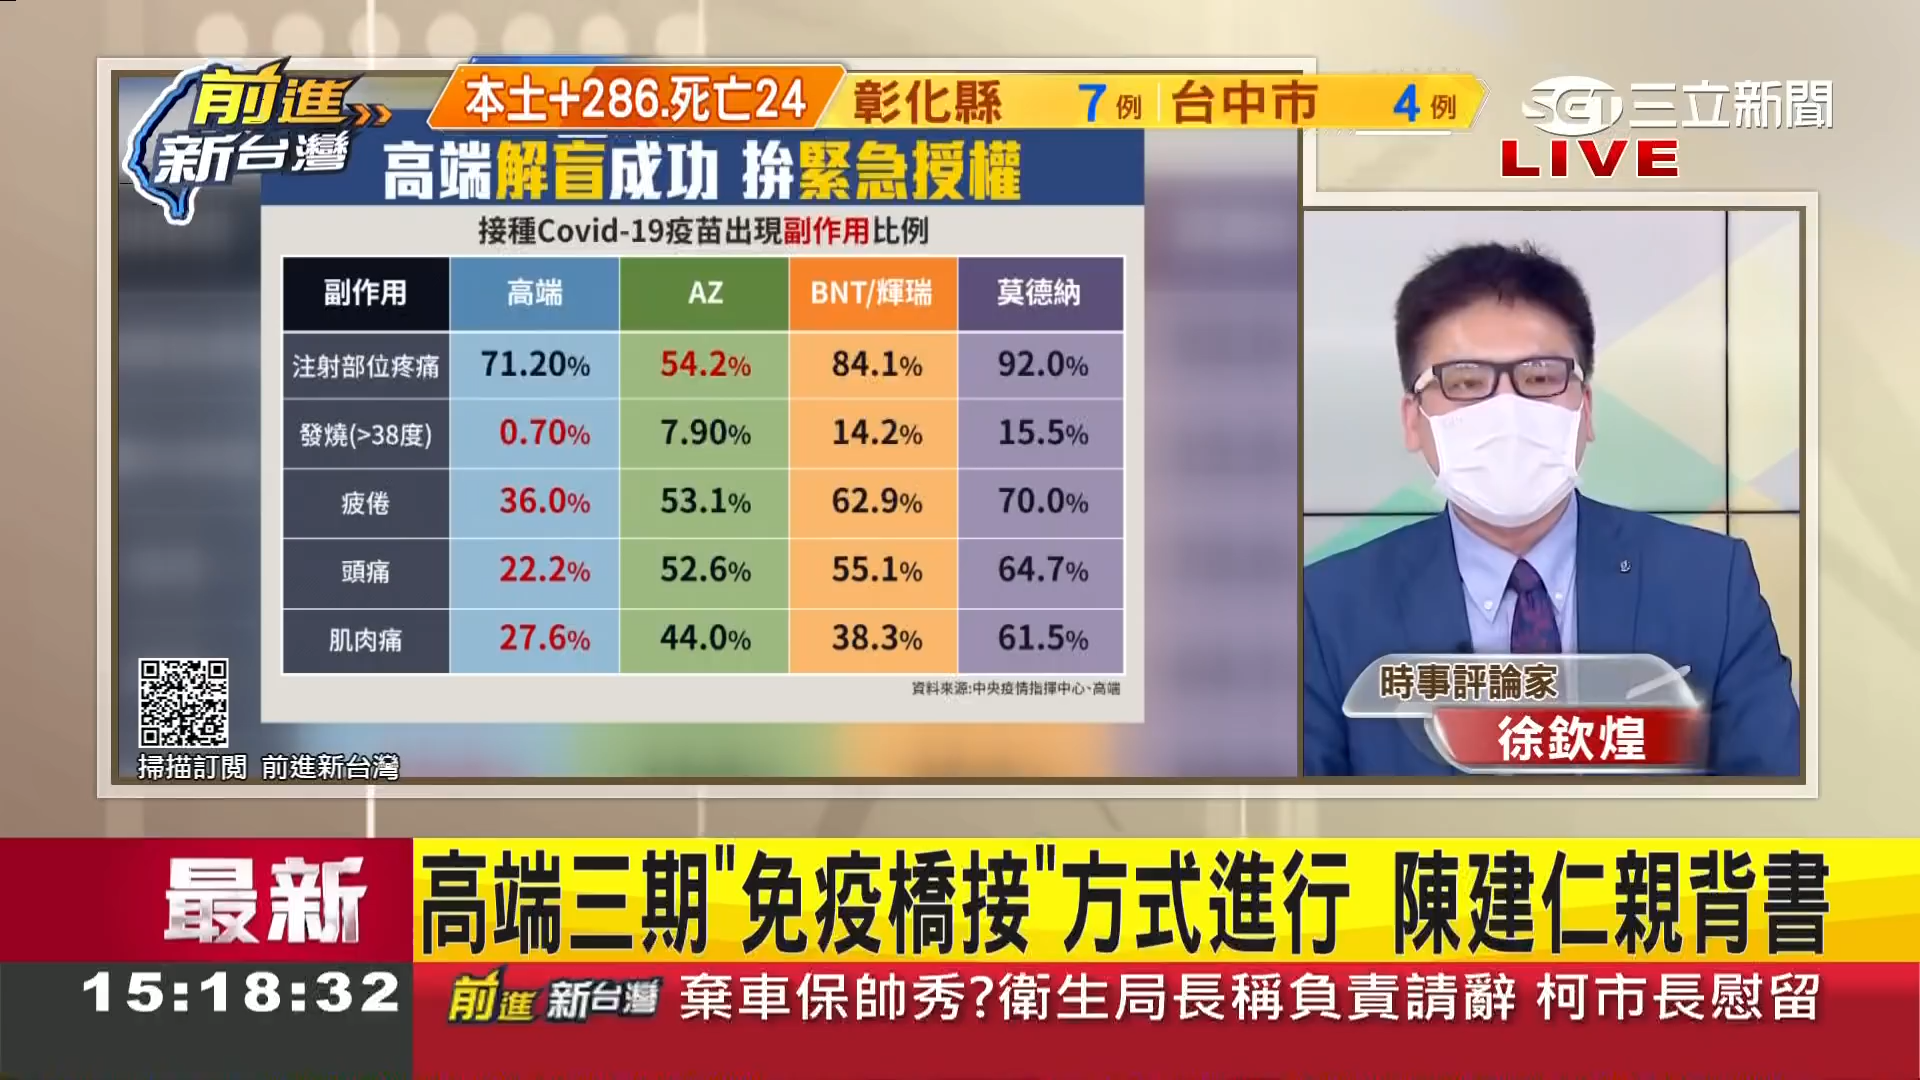 前進
新台灣
本土+286.死亡24
彰化縣 7例 台中市 4例
SET三立新聞
LIVE
高端解盲成功 拚緊急授權
接種Covid-19疫苗出現副作用比例
副作用 高端 AZ BNT/輝瑞 莫德納
注射部位疼痛 71.20% 54.2% 84.1% 92.0%
發燒(>38度) 0.70% 7.90% 14.2% 15.5%
疲倦 36.0% 53.1% 62.9% 70.0%
頭痛 22.2% 52.6% 55.1% 64.7%
肌肉痛 27.6% 44.0% 38.3% 61.5%
資料來源:中央疫情指揮中心、高端
掃描訂閱 前進新台灣
時事評論家
徐欽煌
最新
高端三期"免疫橋接"方式進行 陳建仁親背書
15:18:32
前進新台灣 棄車保帥秀?衛生局長稱負責請辭 柯市長慰留